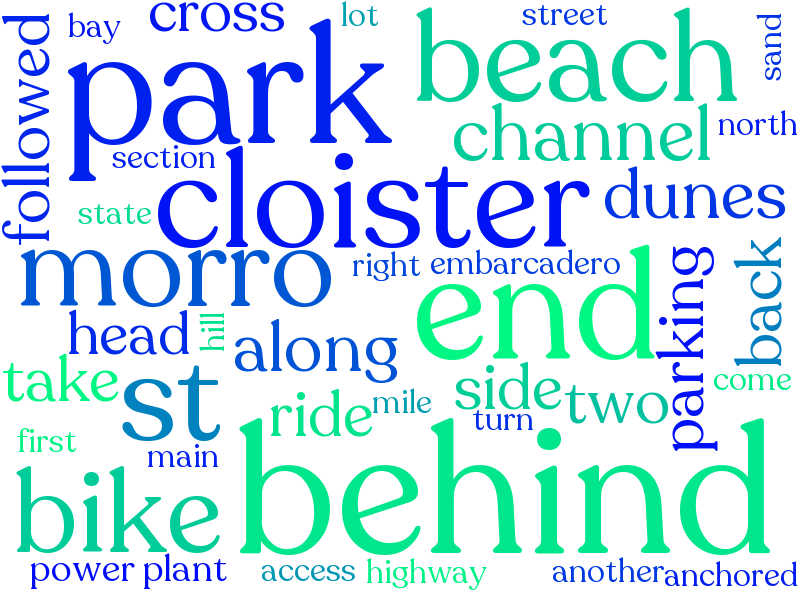 followed
bay
cross
lot
street
sand
park
beach
channel
north
section
state
cloister
dunes
morro
right
embarcadero
parking
back
head
hill
along
end
take
st
ride
mile
side
two
come
first
main
turn
behind
bike
power plant
access
highway
another
anchored